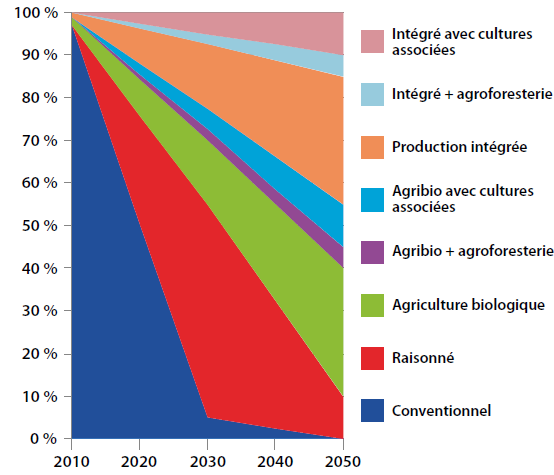 100 %
90 %
80 %
70 %
60 %
50 %
40 %
30 %
20 %
10 %
0 %
2010 2020 2030 2040 2050
Intégré avec cultures
associées
Intégré + agroforesterie
Production intégrée
Agribio avec cultures
associées
Agribio + agroforesterie
Agriculture biologique
Raisonné
Conventionnel